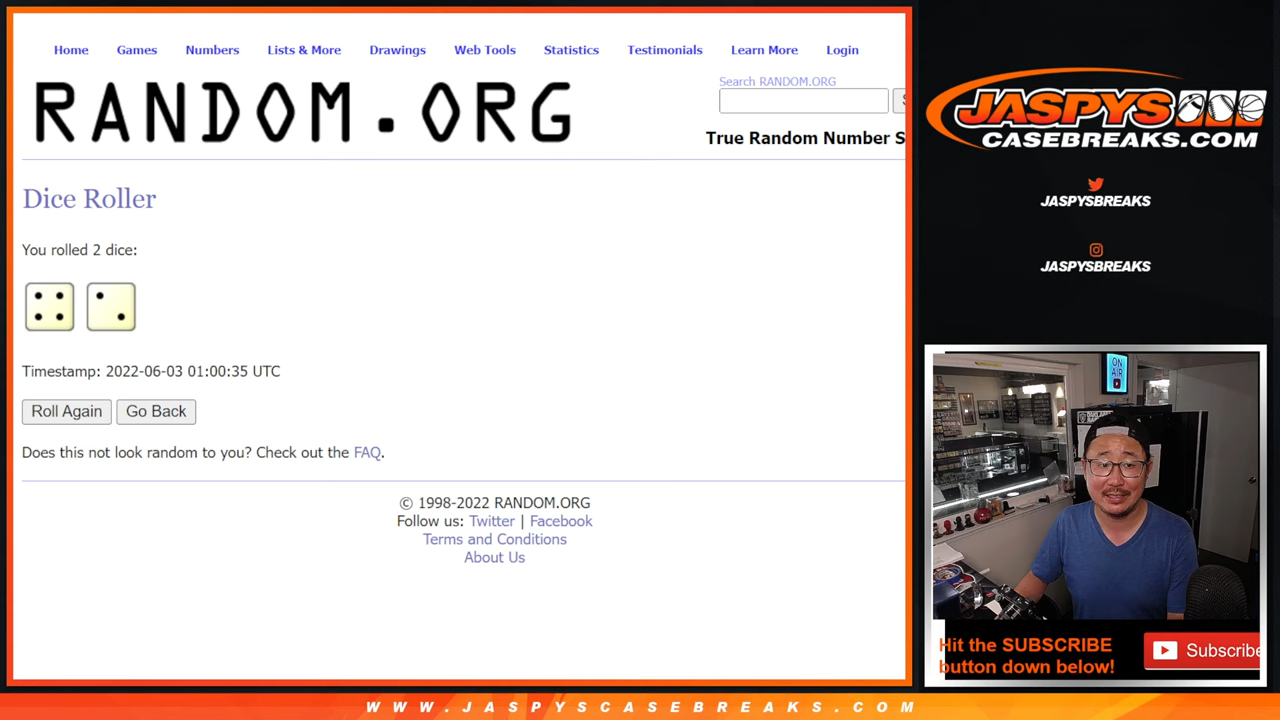 Home Games Numbers Lists & More Drawings Web Tools Statistics Testimonials Learn More Login
RANDOM.ORG
Search RANDOM.ORG
True Random Number S
Dice Roller
You rolled 2 dice:
Timestamp: 2022-06-03 01:00:35 UTC
Roll Again Go Back
Does this not look random to you? Check out the FAQ.
© 1998-2022 RANDOM.ORG
Follow us: Twitter | Facebook
Terms and Conditions
About Us
JASPYS
CASEBREAKS.COM
JASPYSBREAKS
JASPYSBREAKS
ON
AIR
Hit the SUBSCRIBE
button down below!
Subscribe
WWW.JASPYSCASEBREAKS.COM